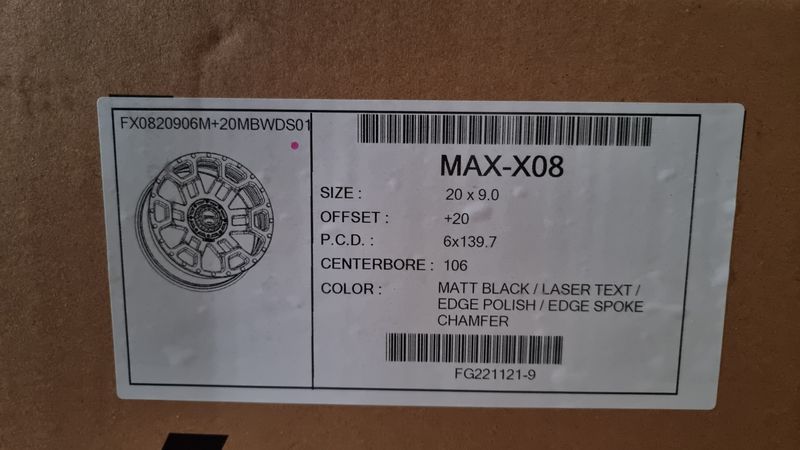 FX0820906M+20MBWDS01
MAX-X08
SIZE : 20 x 9.0
OFFSET : +20
P.C.D. : 6x139.7
CENTERBORE : 106
COLOR : MATT BLACK / LASER TEXT /
EDGE POLISH / EDGE SPOKE
CHAMFER
FG221121-9